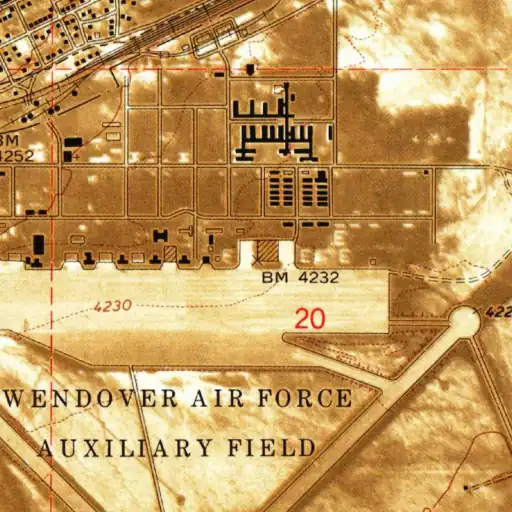 BM
4252
BM 4232
4230
20
422
WENDOVER AIR FORCE
AUXILIARY FIELD